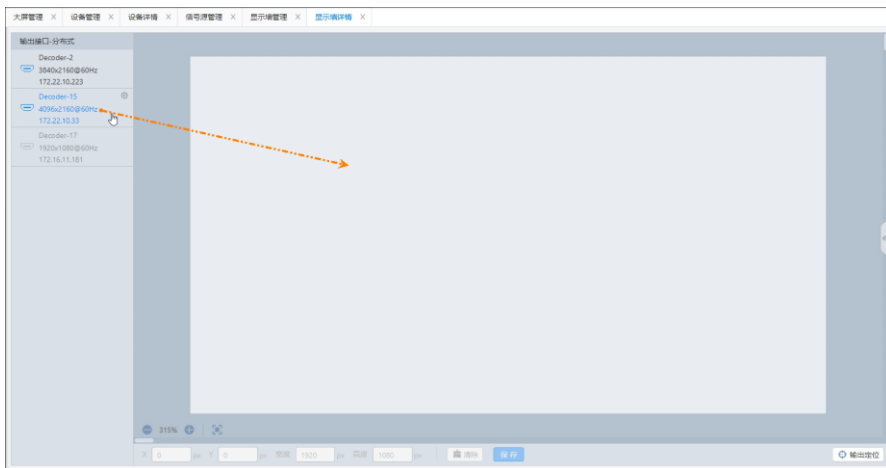 大屏管理 × 设备管理 × 设备详情 × 信号源管理 × 显示墙管理 × 显示墙详情 ×
输出接口-分布式
Decoder-2
3840x2160@60Hz
172.22.10.223
Decoder-15
4096x2160@60Hz
172.22.10.33
Decoder-17
1920x1080@60Hz
172.16.11.181
315%
X 0 px Y 0 px 宽度 1920 px 高度 1080 px 清除 保存 输出定位